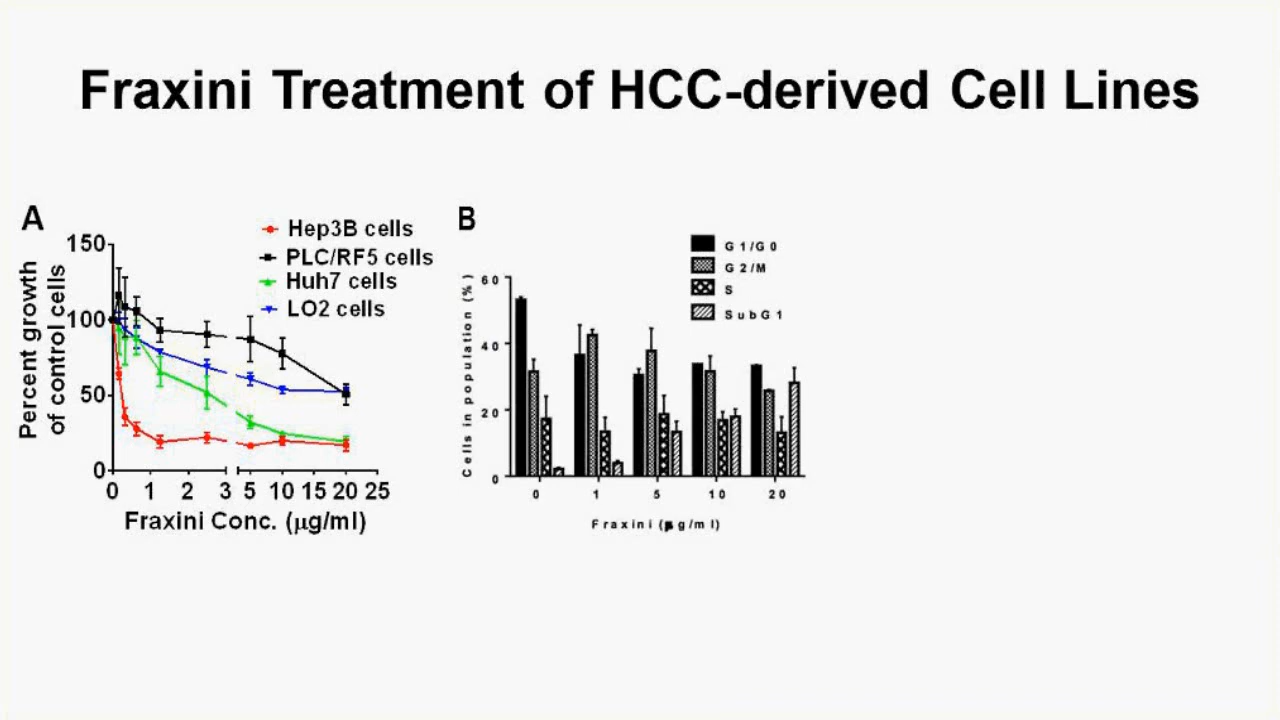 Fraxini Treatment of HCC-derived Cell Lines
A
Hep3B cells
PLC/RF5 cells
Huh7 cells
LO2 cells
Percent growth
of control cells
150
100
50
0
0 1 2 3 5 10 15 20 25
Fraxini Conc. (μg/ml)
B
G1/G0
G2/M
S
SubG1
Cells in population (%)
60
40
20
0
0 1 5 10 20
Fraxini (μg/ml)